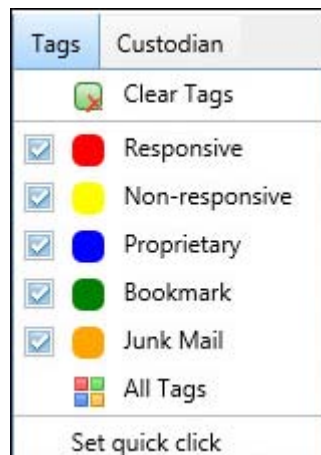 Tags Custodian
Clear Tags
Responsive
Non-responsive
Proprietary
Bookmark
Junk Mail
All Tags
Set quick click